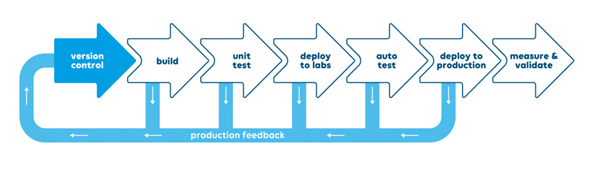 version
control
build
unit
test
deploy
to labs
auto
test
deploy to
production
measure &
validate
production feedback